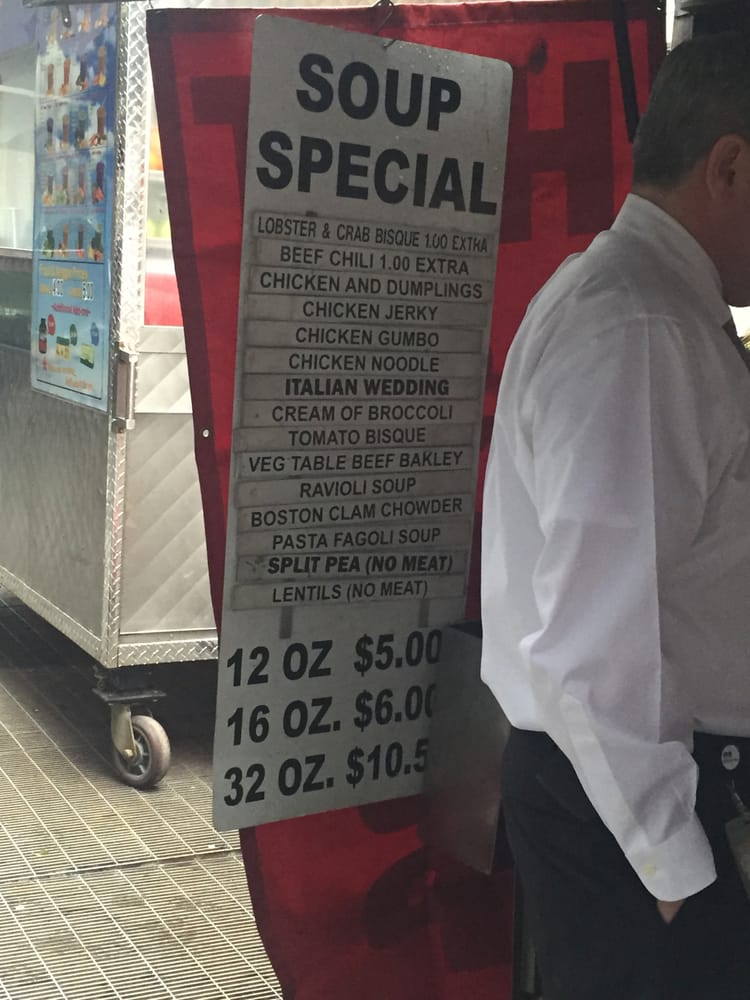 SOUP
SPECIAL
LOBSTER & CRAB BISQUE 1.00 EXTRA
BEEF CHILI 1.00 EXTRA
CHICKEN AND DUMPLINGS
CHICKEN JERKY
CHICKEN GUMBO
CHICKEN NOODLE
ITALIAN WEDDING
CREAM OF BROCCOLI
TOMATO BISQUE
VEG TABLE BEEF BAKLEY
RAVIOLI SOUP
BOSTON CLAM CHOWDER
PASTA FAGOLI SOUP
SPLIT PEA (NO MEAT)
LENTILS (NO MEAT)
12 OZ $5.00
16 OZ. $6.00
32 OZ. $10.5